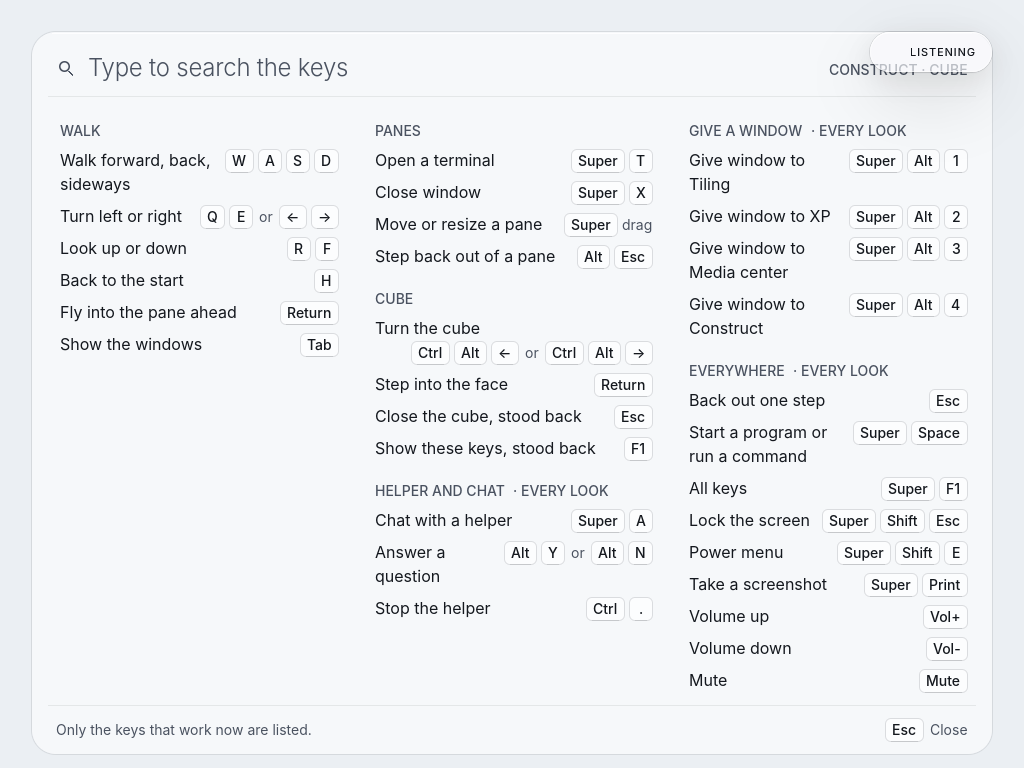 Type to search the keys
LISTENING
CONSTRUCT · CUBE
WALK
Walk forward, back, sideways W A S D
Turn left or right Q E or ← →
Look up or down R F
Back to the start H
Fly into the pane ahead Return
Show the windows Tab
PANES
Open a terminal Super T
Close window Super X
Move or resize a pane Super drag
Step back out of a pane Alt Esc
CUBE
Turn the cube
Ctrl Alt ← or Ctrl Alt →
Step into the face Return
Close the cube, stood back Esc
Show these keys, stood back F1
HELPER AND CHAT · EVERY LOOK
Chat with a helper Super A
Answer a question Alt Y or Alt N
Stop the helper Ctrl .
GIVE A WINDOW · EVERY LOOK
Give window to Tiling Super Alt 1
Give window to XP Super Alt 2
Give window to Media center Super Alt 3
Give window to Construct Super Alt 4
EVERYWHERE · EVERY LOOK
Back out one step Esc
Start a program or run a command Super Space
All keys Super F1
Lock the screen Super Shift Esc
Power menu Super Shift E
Take a screenshot Super Print
Volume up Vol+
Volume down Vol-
Mute Mute
Only the keys that work now are listed.
Esc Close